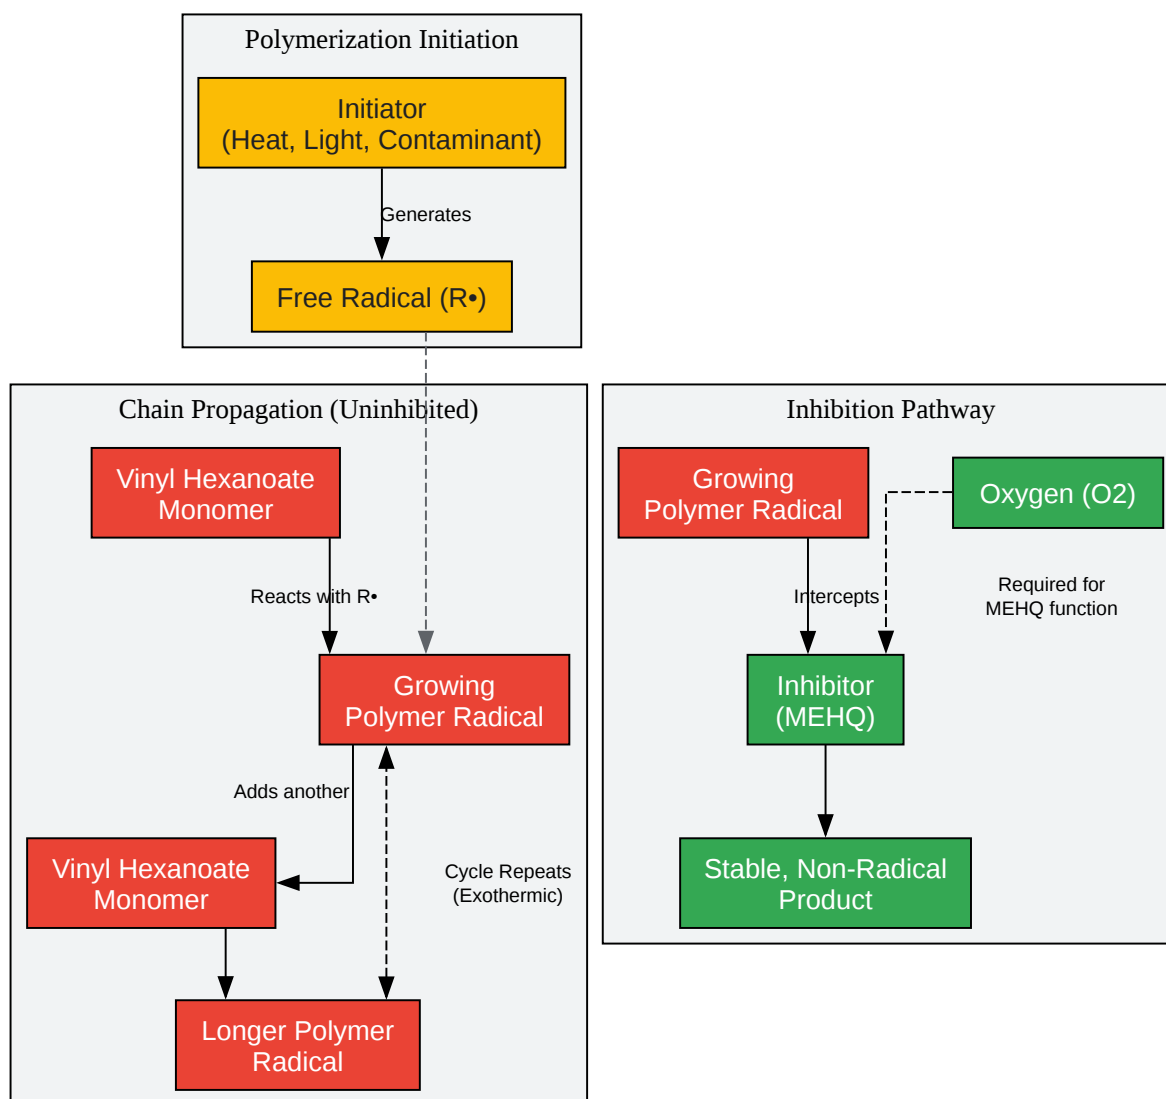 Polymerization Initiation
Initiator
(Heat, Light, Contaminant)
Generates
Free Radical (R•)
Chain Propagation (Uninhibited)
Vinyl Hexanoate
Monomer
Reacts with R•
Growing
Polymer Radical
Adds another
Vinyl Hexanoate
Monomer
Cycle Repeats
(Exothermic)
Longer Polymer
Radical
Inhibition Pathway
Growing
Polymer Radical
Oxygen (O2)
Intercepts
Required for
MEHQ function
Inhibitor
(MEHQ)
Stable, Non-Radical
Product